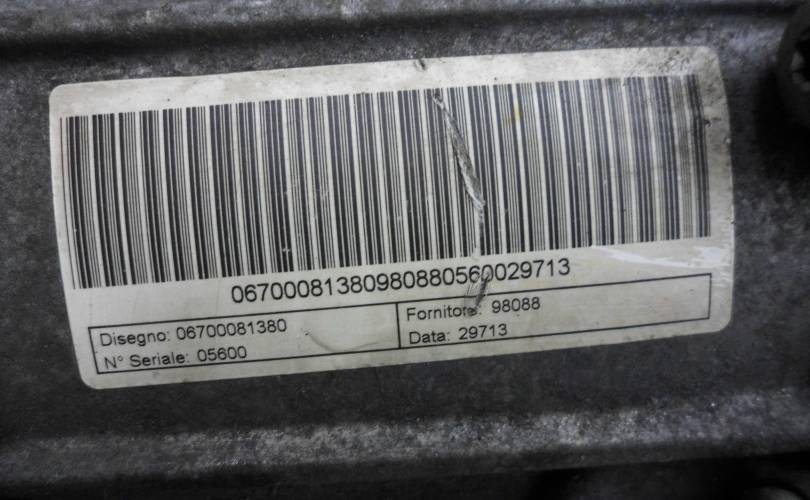 06700081380980880560029713
Disegno: 06700081380
N° Seriale: 05600
Fornitore: 98088
Data: 29713